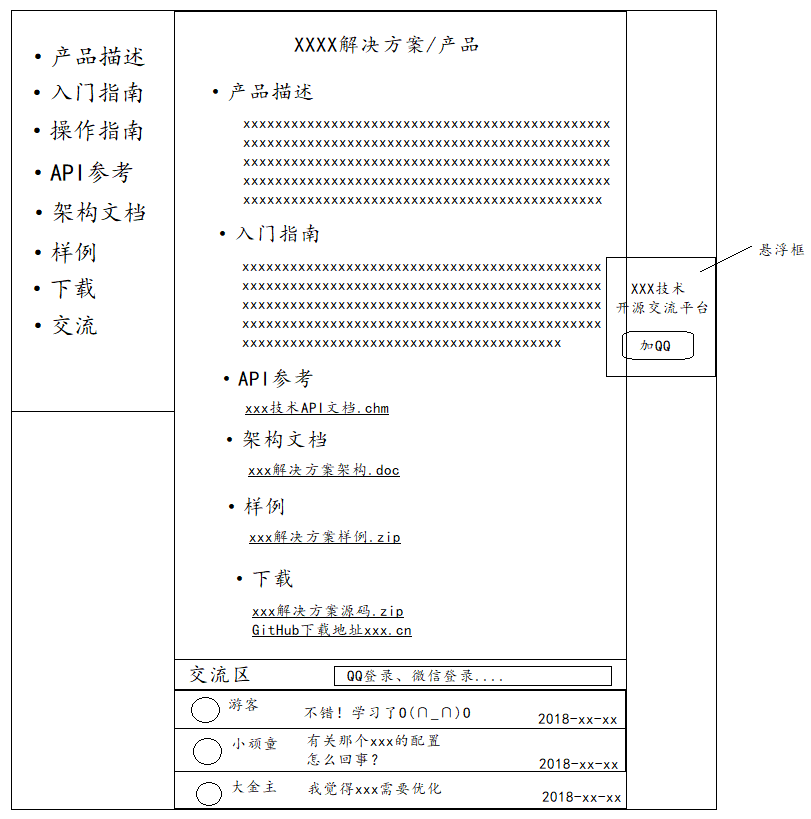 • 产品描述
• 入门指南
• 操作指南
• API参考
• 架构文档
• 样例
• 下载
• 交流
XXXX解决方案/产品
• 产品描述
xxxxxxxxxxxxxxxxxxxxxxxxxxxxxxxxxxxxxxxxxxxxxx
xxxxxxxxxxxxxxxxxxxxxxxxxxxxxxxxxxxxxxxxxxxxxx
xxxxxxxxxxxxxxxxxxxxxxxxxxxxxxxxxxxxxxxxxxxxxx
xxxxxxxxxxxxxxxxxxxxxxxxxxxxxxxxxxxxxxxxxxxxxx
xxxxxxxxxxxxxxxxxxxxxxxxxxxxxxxxxxxxxxxxxxxxx
• 入门指南
xxxxxxxxxxxxxxxxxxxxxxxxxxxxxxxxxxxxxxxxxxxxx
xxxxxxxxxxxxxxxxxxxxxxxxxxxxxxxxxxxxxxxxxxxxx
xxxxxxxxxxxxxxxxxxxxxxxxxxxxxxxxxxxxxxxxxxxxx
xxxxxxxxxxxxxxxxxxxxxxxxxxxxxxxxxxxxxxxxxxxxx
xxxxxxxxxxxxxxxxxxxxxxxxxxxxxxxxxxxxxxxx
• API参考
xxx技术API文档.chm
• 架构文档
xxx解决方案架构.doc
• 样例
xxx解决方案样例.zip
• 下载
xxx解决方案源码.zip
GitHub下载地址xxx.cn
悬浮框
XXX技术
开源交流平台
加QQ
交流区
QQ登录、微信登录....
游客
不错！学习了O(∩_∩)O
2018-xx-xx
小顽童
有关那个xxx的配置
怎么回事？
2018-xx-xx
大金主
我觉得xxx需要优化
2018-xx-xx